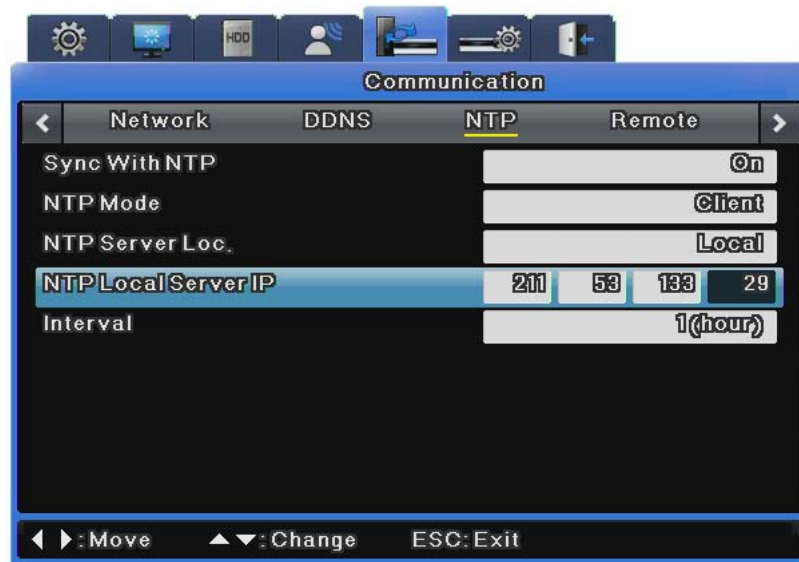 HDD
Communication
Network DDNS NTP Remote
Sync With NTP On
NTP Mode Client
NTP Server Loc. Local
NTP Local Server IP 211 53 133 29
Interval 1(hour)
:Move :Change ESC:Exit